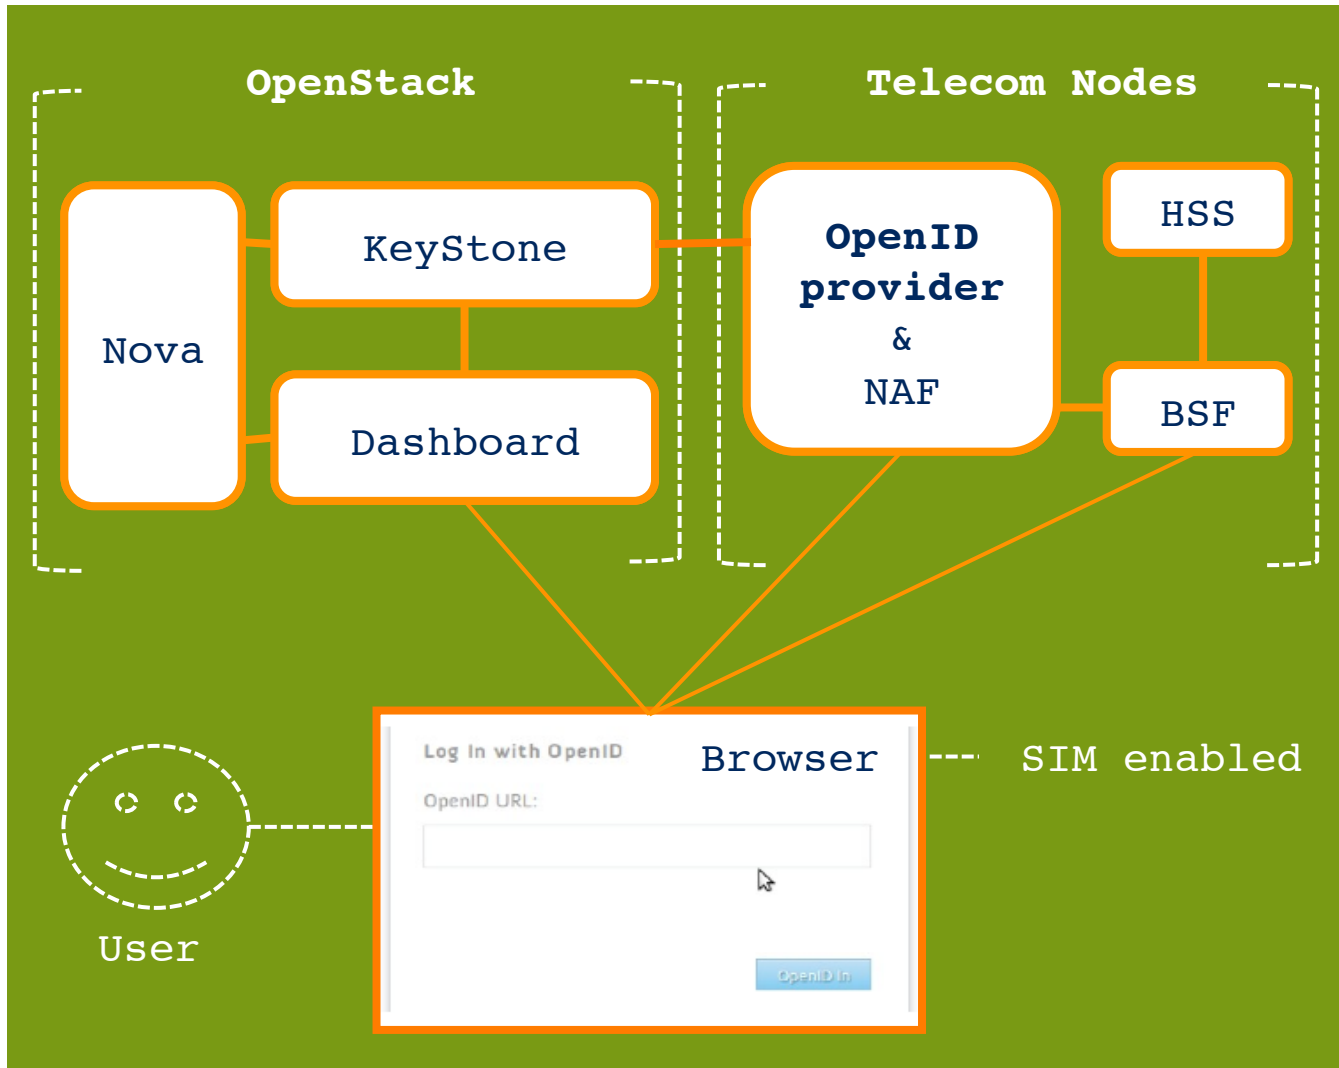 OpenStack
Telecom Nodes
Nova
KeyStone
Dashboard
OpenID
provider
&
NAF
HSS
BSF
Log In with OpenID
Browser
SIM enabled
OpenID URL:
OpenID In
User